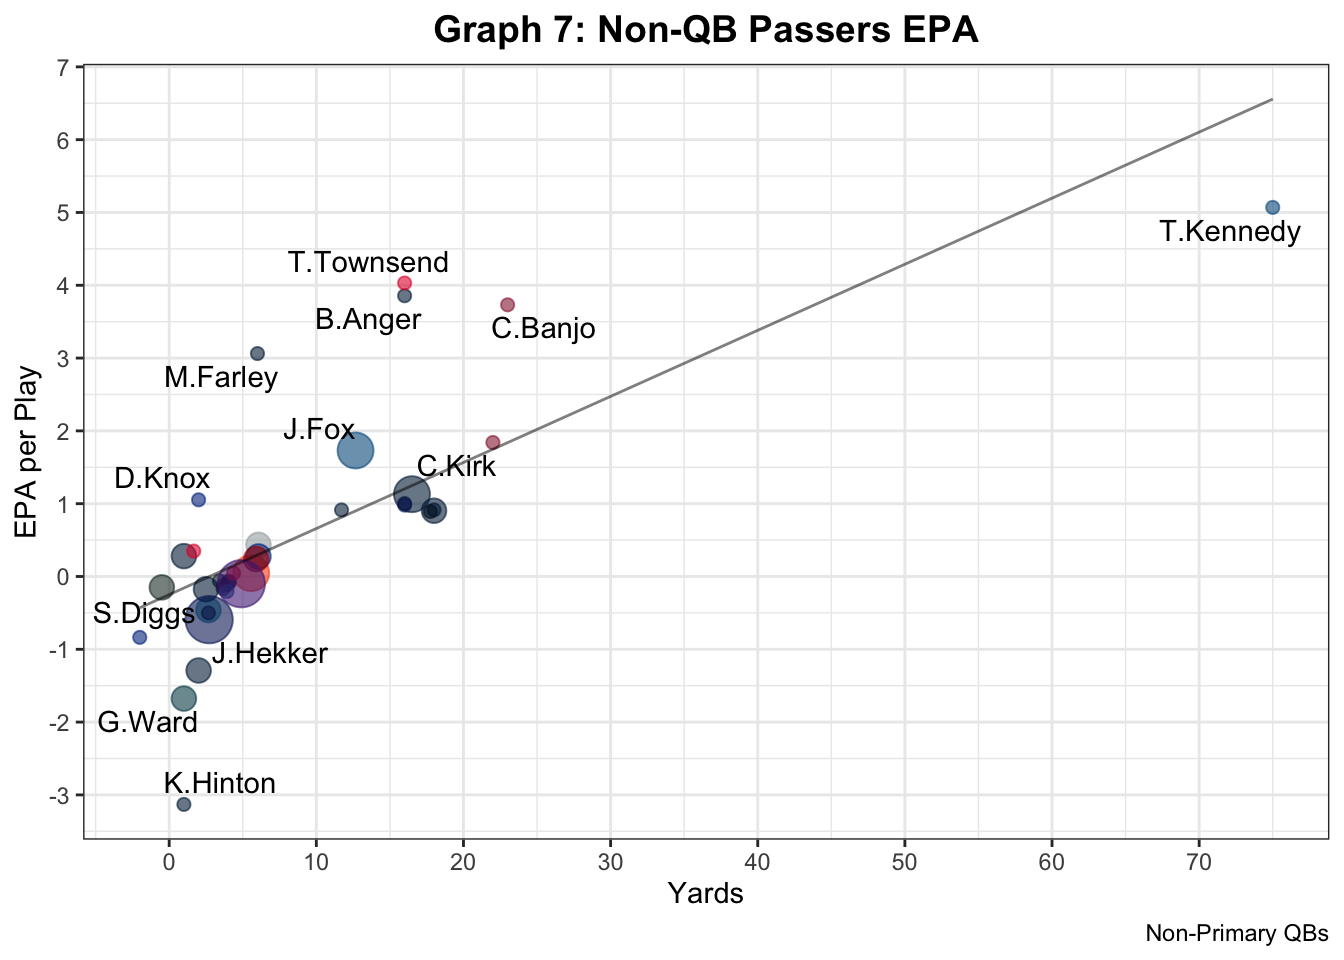 Graph 7: Non-QB Passers EPA
7
6
5
4
3
2
1
0
-1
-2
-3
EPA per Play
T.Kennedy
T.Townsend
B.Anger
C.Banjo
M.Farley
J.Fox
C.Kirk
D.Knox
S.Diggs
J.Hekker
G.Ward
K.Hinton
0 10 20 30 40 50 60 70
Yards
Non-Primary QBs